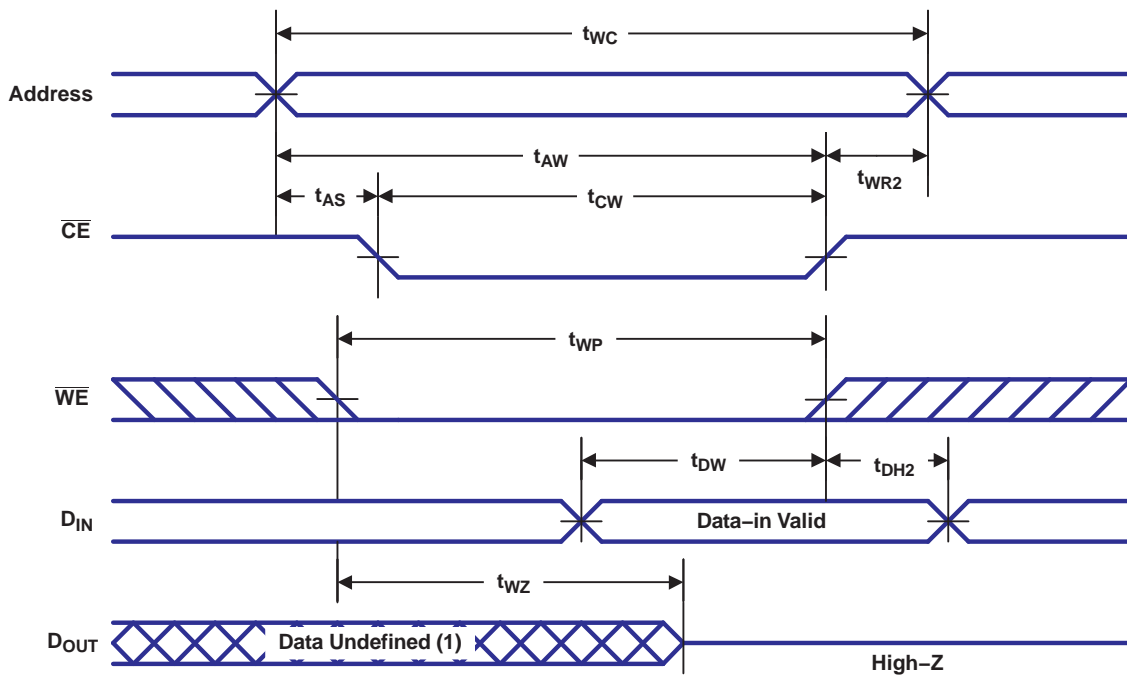 tWC
Address
tAW
tWR2
tAS
tCW
CE
tWP
WE
tDW
tDH2
DIN
Data–in Valid
tWZ
DOUT
Data Undefined (1)
High–Z